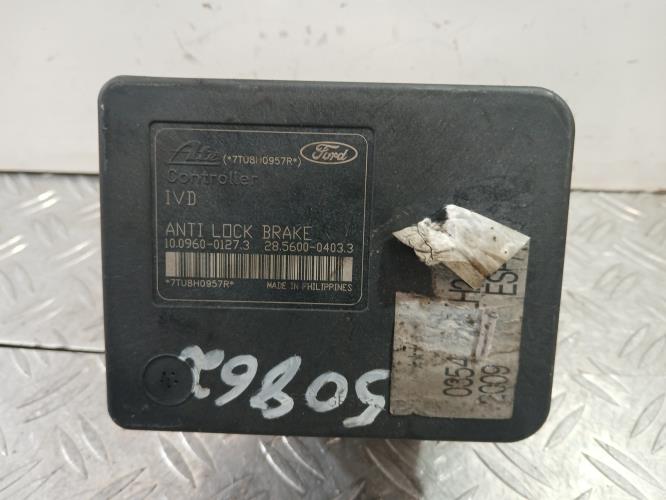 Ate (*7TU8H0957R*) Ford
Controller
IVD
ANTI LOCK BRAKE
10.0960-0127.3 28.5600-0403.3
*7TU8H0957R* MADE IN PHILIPPINES
0354
2009